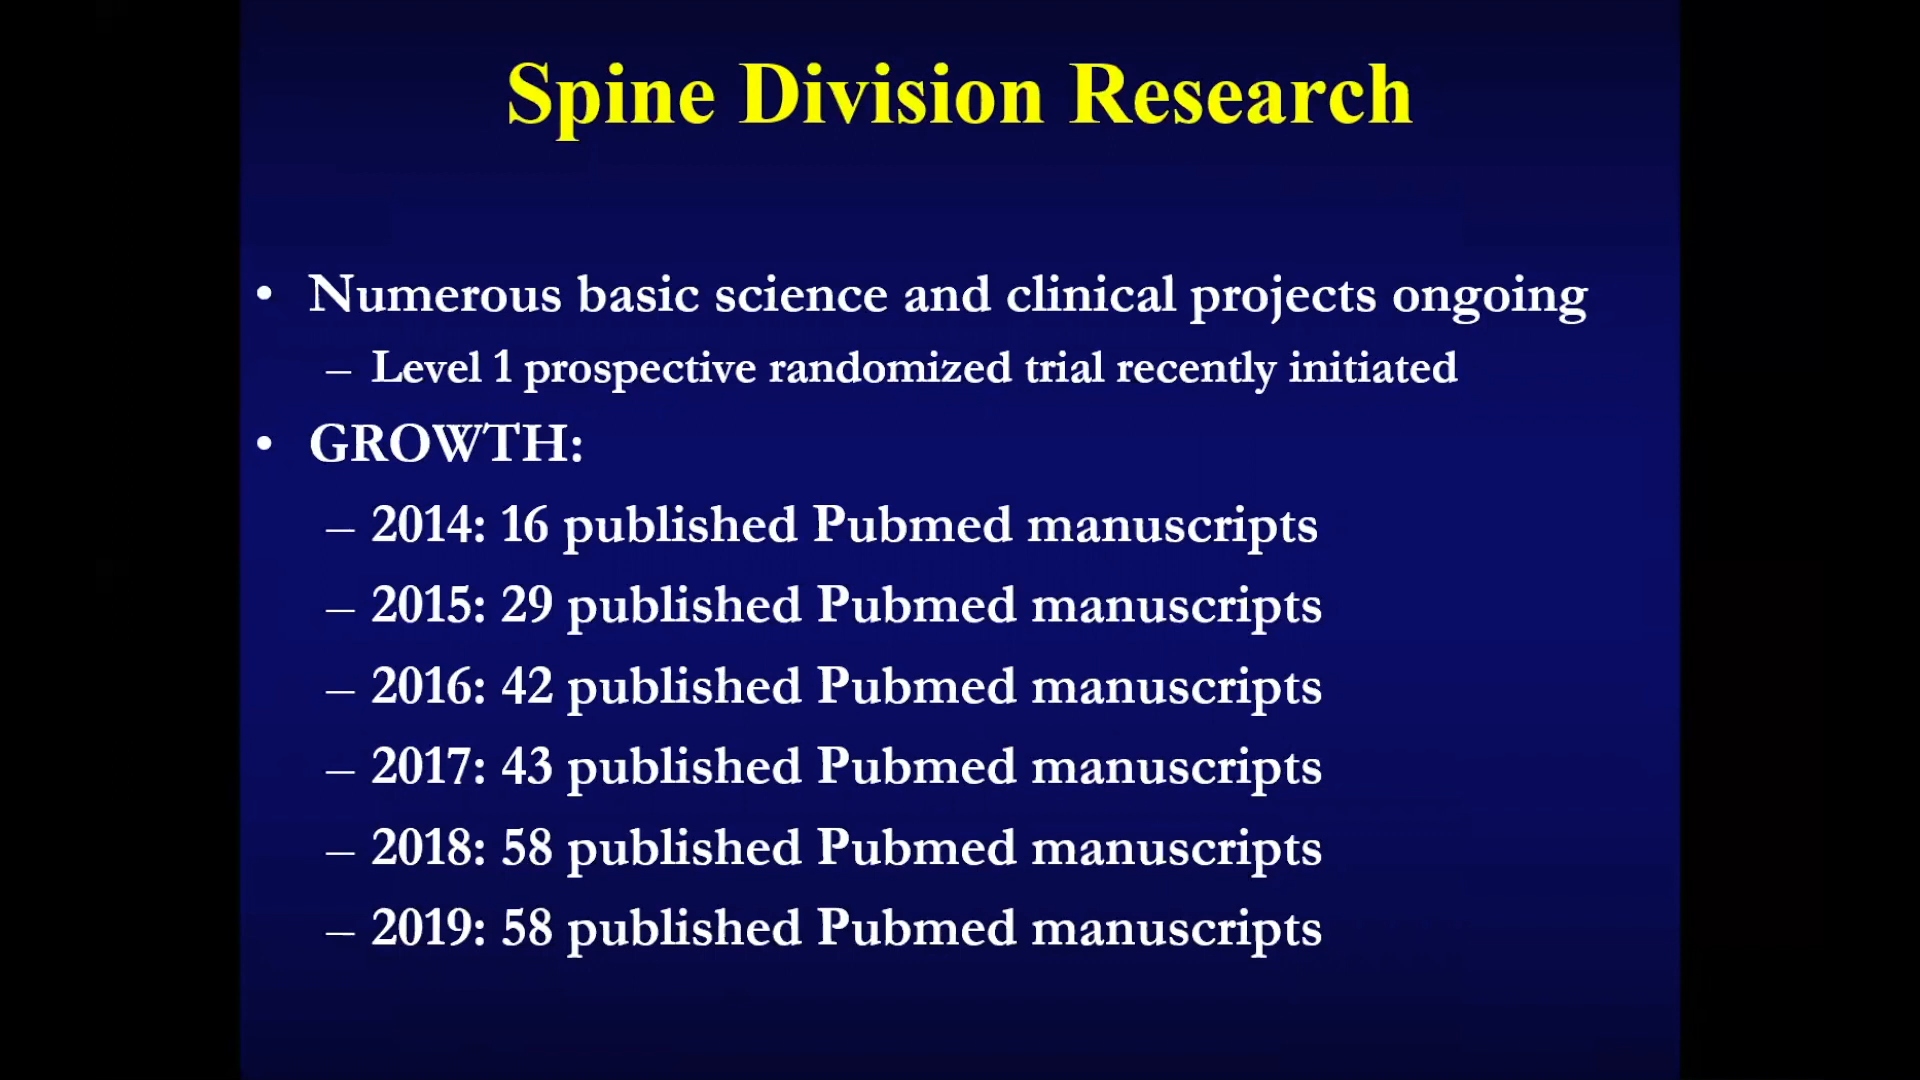 Spine Division Research
• Numerous basic science and clinical projects ongoing
– Level 1 prospective randomized trial recently initiated
• GROWTH:
– 2014: 16 published Pubmed manuscripts
– 2015: 29 published Pubmed manuscripts
– 2016: 42 published Pubmed manuscripts
– 2017: 43 published Pubmed manuscripts
– 2018: 58 published Pubmed manuscripts
– 2019: 58 published Pubmed manuscripts